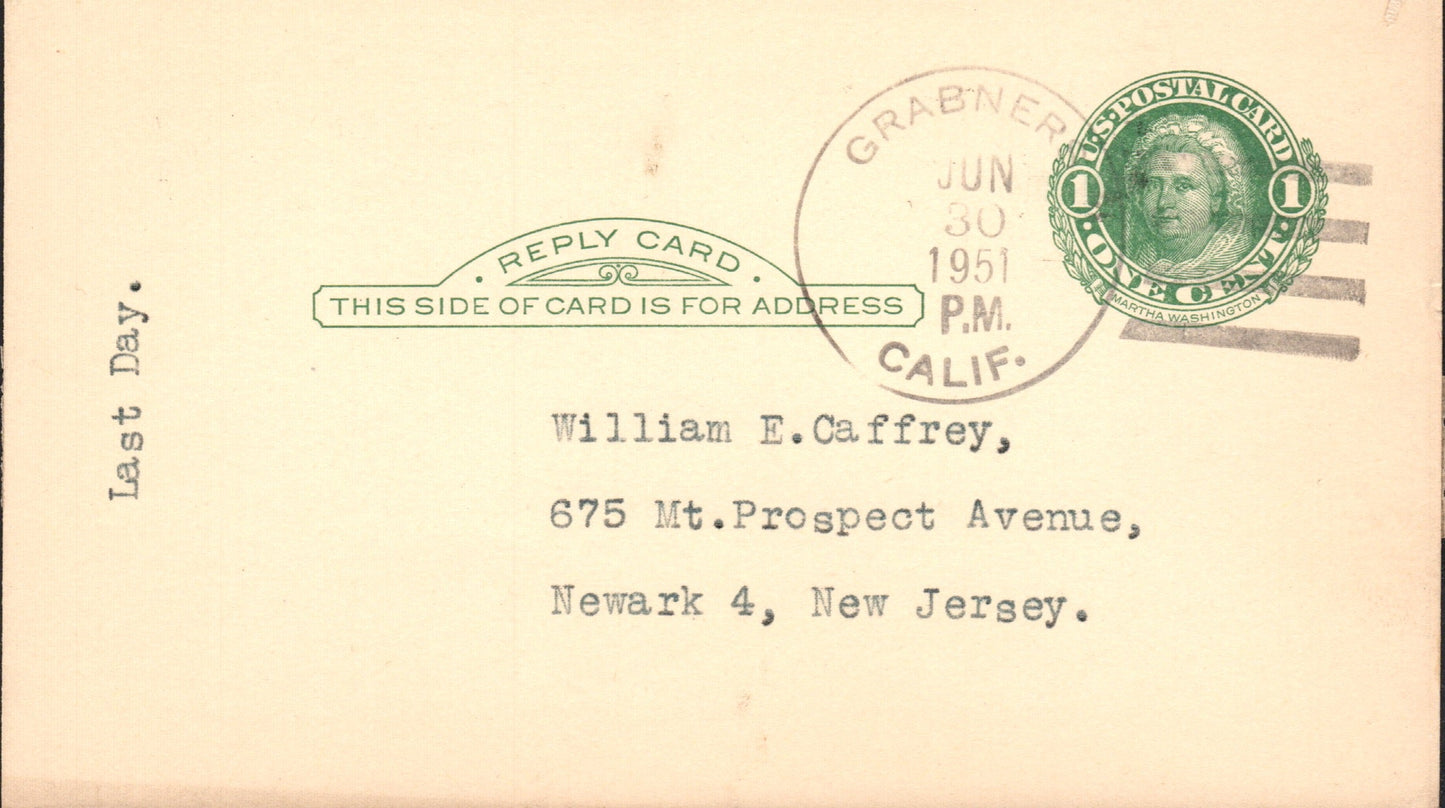 GRABNER
JUN
30
1951
P.M.
CALIF.
U.S. POSTAL CARD
1 1
·ONE CENT·
MARTHA WASHINGTON
· REPLY CARD ·
THIS SIDE OF CARD IS FOR ADDRESS
Last Day.
William E.Caffrey,
675 Mt.Prospect Avenue,
Newark 4, New Jersey.